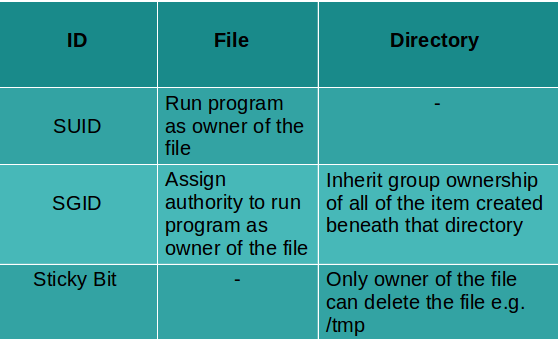 ID File Directory
SUID
Run program
as owner of the
file
-
SGID
Assign
authority to run
program as
owner of the file
Inherit group ownership
of all of the item created
beneath that directory
Sticky Bit
-
Only owner of the file
can delete the file e.g.
/tmp